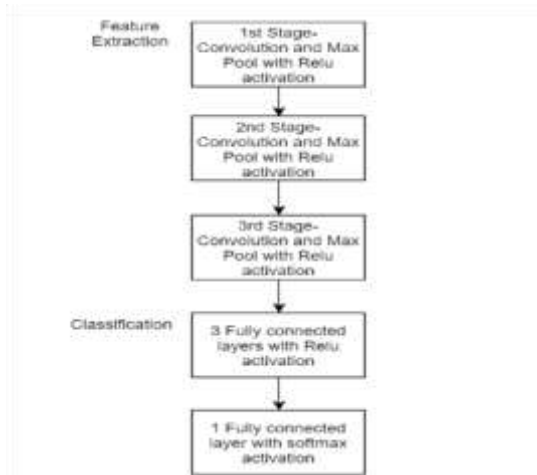 Feature
Extraction
1st Stage-
Convolution and Max
Pool with Relu
activation
2nd Stage-
Convolution and Max
Pool with Relu
activation
3rd Stage-
Convolution and Max
Pool with Relu
activation
Classification
3 Fully connected
layers with Relu
activation
1 Fully connected
layer with softmax
activation